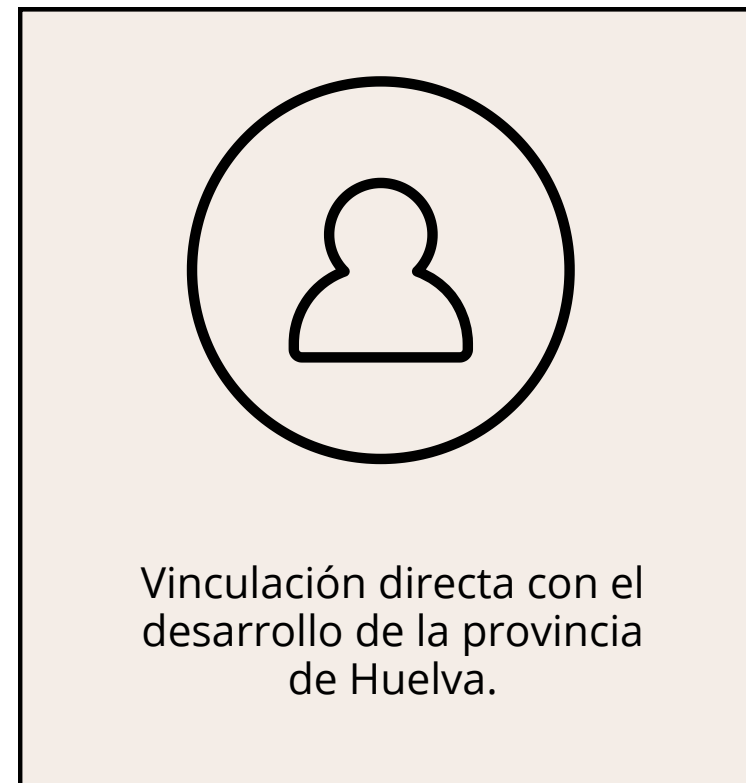 Vinculación directa con el
desarrollo de la provincia
de Huelva.